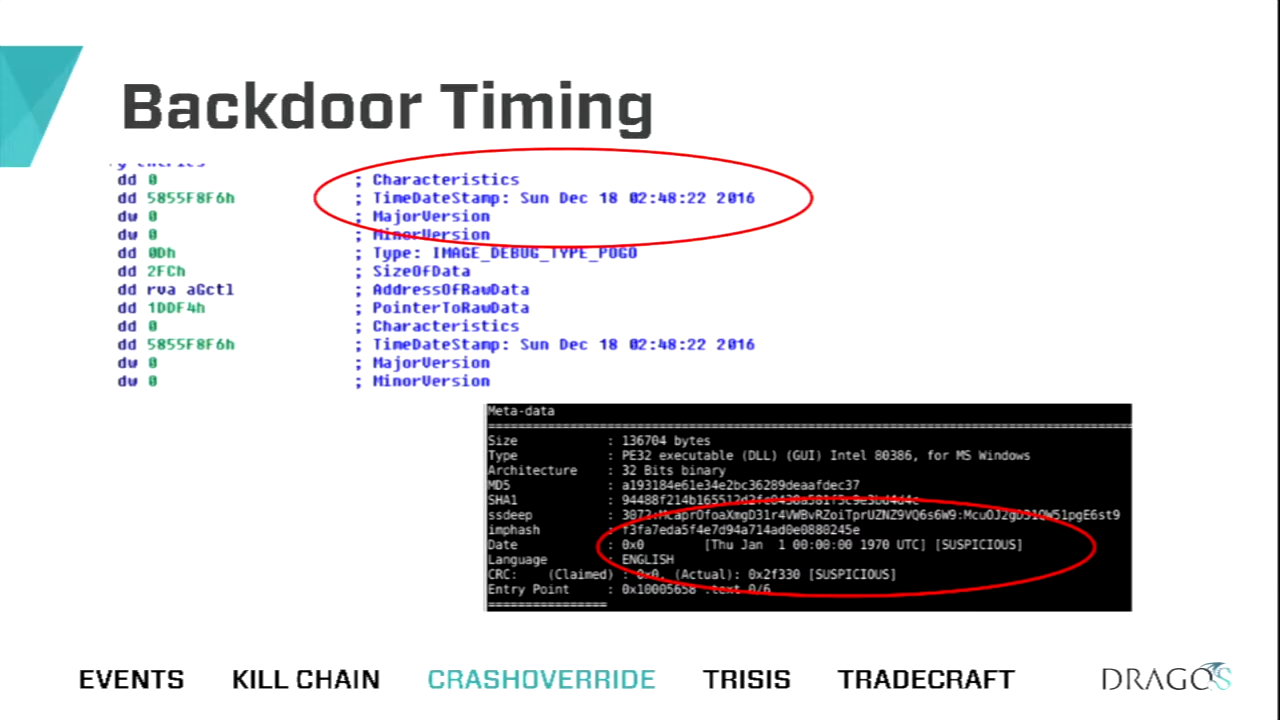 Backdoor Timing
dd 0 ; Characteristics
dd 5855F8F6h ; TimeDateStamp: Sun Dec 18 02:48:22 2016
dw 0 ; MajorVersion
dw 0 ; MinorVersion
dd 0Dh ; Type: IMAGE_DEBUG_TYPE_POGO
dd 2FCh ; SizeOfData
dd rva aGctl ; AddressOfRawData
dd 1DDF4h ; PointerToRawData
dd 0 ; Characteristics
dd 5855F8F6h ; TimeDateStamp: Sun Dec 18 02:48:22 2016
dw 0 ; MajorVersion
dw 0 ; MinorVersion
Meta-data
Size : 136704 bytes
Type : PE32 executable (DLL) (GUI) Intel 80386, for MS Windows
Architecture : 32 Bits binary
MD5 : a193184e61e34e2bc36289deaafdec37
SHA1 :
ssdeep :
imphash : f3fa7eda5f4e7d94a714ad0e0880245e
Date : 0x0 [Thu Jan 1 00:00:00 1970 UTC] [SUSPICIOUS]
Language : ENGLISH
CRC: (Claimed) : 0x0, (Actual): 0x2f330 [SUSPICIOUS]
Entry Point : 0x10005658 .text 0/6
EVENTS KILL CHAIN CRASHOVERRIDE TRISIS TRADECRAFT DRAGOS